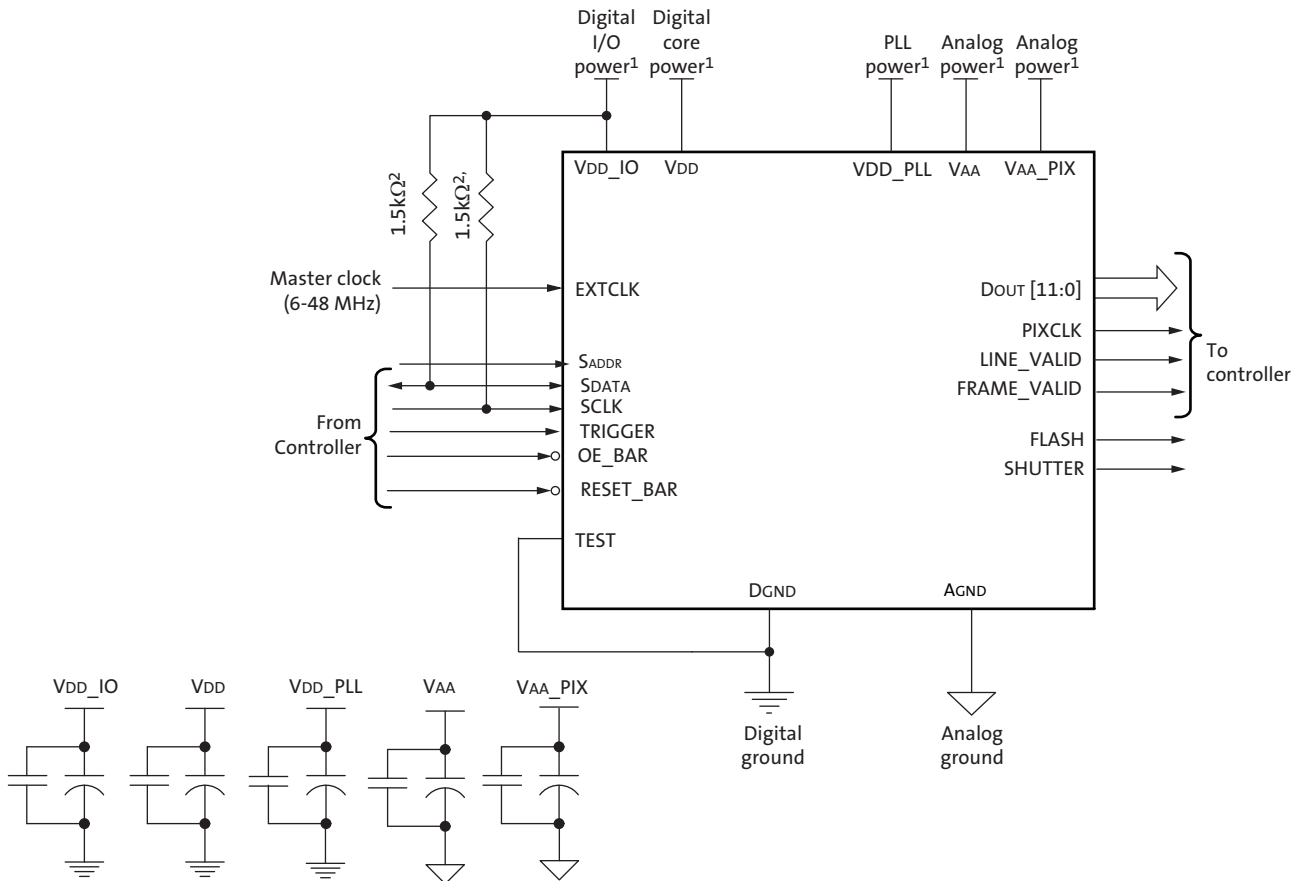 Digital
I/O
power1
Digital
core
power1
PLL
power1
Analog
power1
Analog
power1
VDD_IO
VDD
VDD_PLL
VAA
VAA_PIX
1.5kΩ2
1.5kΩ2,
Master clock
(6-48 MHz)
EXTCLK
DOUT [11:0]
PIXCLK
LINE_VALID
FRAME_VALID
To
controller
SADDR
SDATA
SCLK
TRIGGER
OE_BAR
RESET_BAR
From
Controller
FLASH
SHUTTER
TEST
DGND
AGND
Digital
ground
Analog
ground
VDD_IO
VDD
VDD_PLL
VAA
VAA_PIX